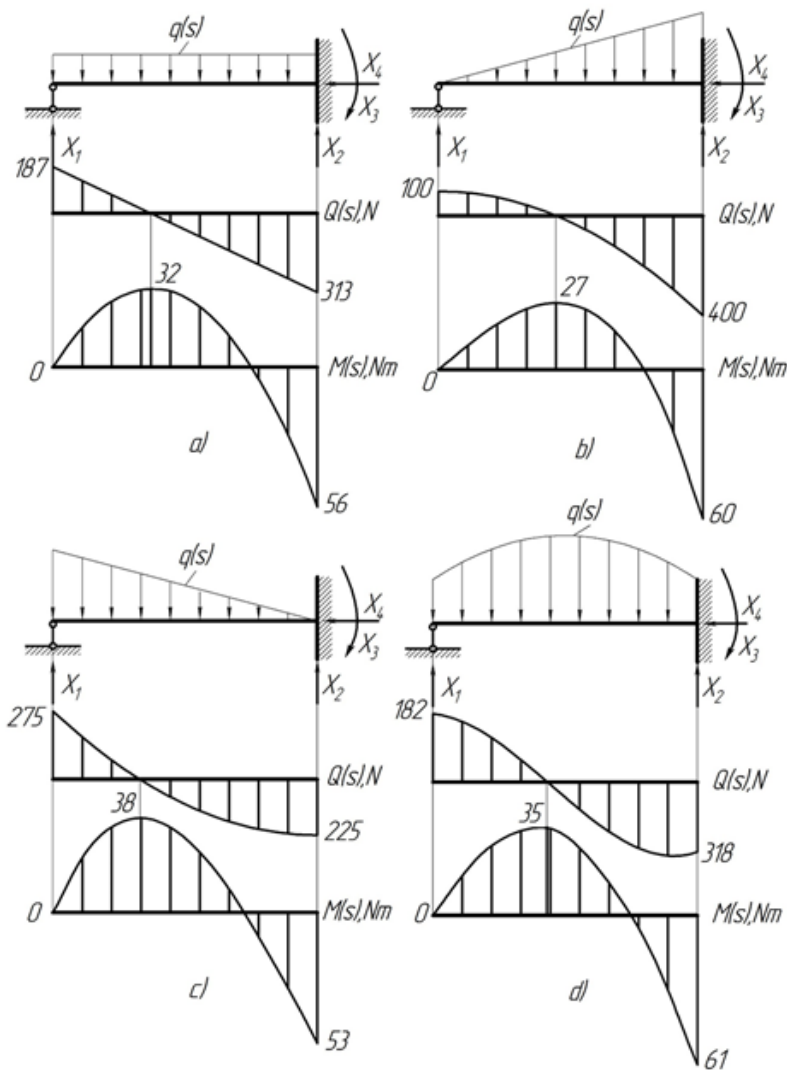 q(s)
X₄
X₃
X₁
X₂
187
Q(s),N
32
313
0
M(s),Nm
a)
56
q(s)
X₄
X₃
X₁
X₂
100
Q(s),N
27
400
0
M(s),Nm
b)
60
q(s)
X₄
X₃
X₁
X₂
275
Q(s),N
38
225
0
M(s),Nm
c)
53
q(s)
X₄
X₃
X₁
X₂
182
Q(s),N
35
318
0
M(s),Nm
d)
61